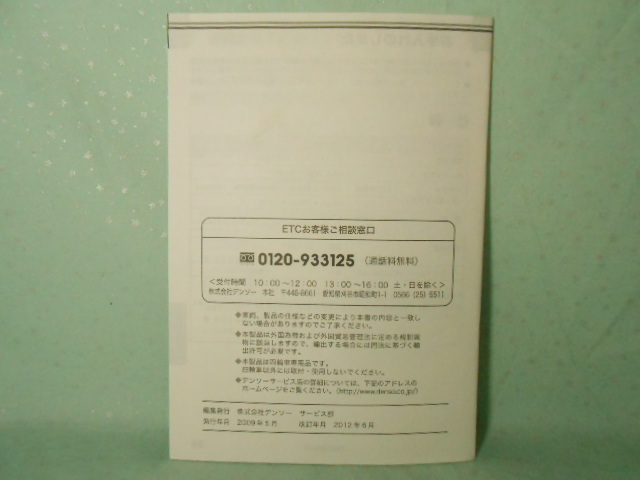 ETCお客様ご相談窓口
0120-933125 (通話料無料)
<受付時間 10:00～12:00 13:00～16:00 土・日を除く>
株式会社デンソー 本社 〒448-8661 愛知県刈谷市昭和町1-1 0566 (25)
●車両、製品の仕様などの変更により本書の内容と一致し
ない場合がありますのでご了承ください。
●本製品は外国為替および外国貿易管理法に定める規制貨
物に該当しますので、輸出する場合には同法に基づく輸
出許可が必要です。
●本製品は四輪車専用品です。
四輪車以外には取付・使用しないでください。
●デンソーサービス店の詳細については、下記のアドレスの
ホームページをご覧ください。
編集発行 株式会社デンソー サービス部
発行年月 2009年5月 改訂年月 2012年6月